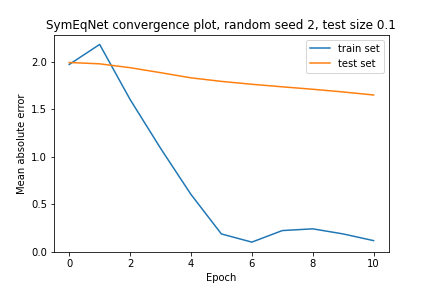 SymEqNet convergence plot, random seed 2, test size 0.1
train set
test set
2.0
1.5
1.0
0.5
0.0
Mean absolute error
0 2 4 6 8 10
Epoch